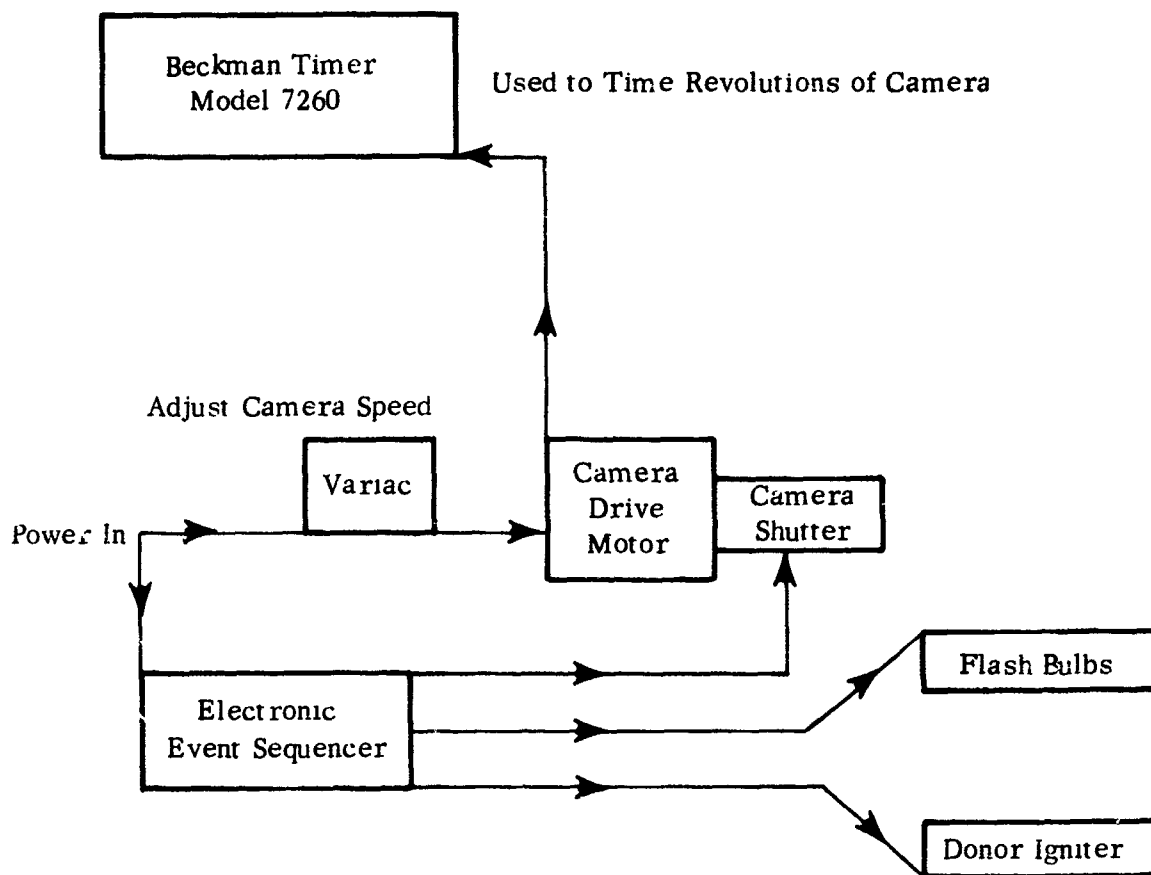 Beckman Timer
Model 7260
Used to Time Revolutions of Camera
Adjust Camera Speed
Variac
Camera
Drive
Motor
Camera
Shutter
Power In
Electronic
Event Sequencer
Flash Bulbs
Donor Igniter